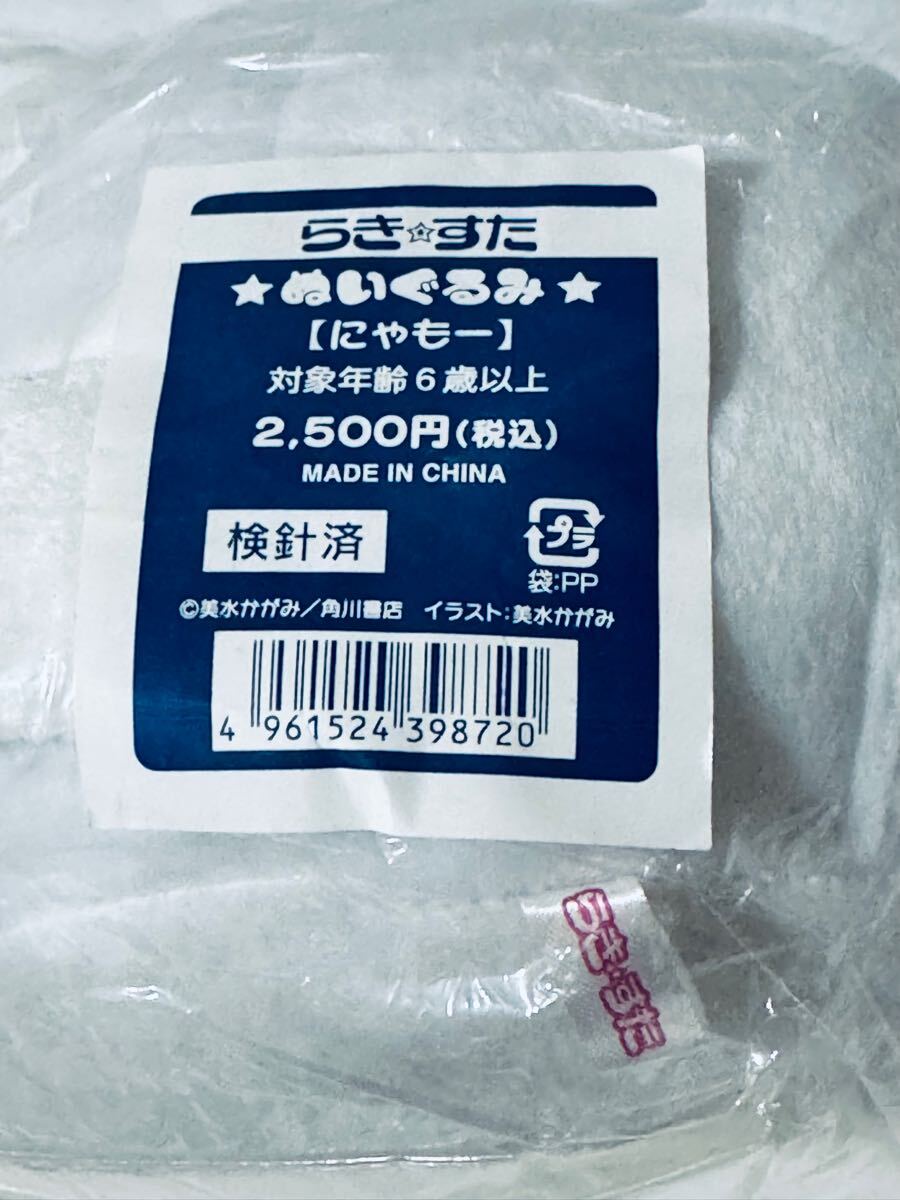 らき☆すた
★ぬいぐるみ★
【にゃもー】
対象年齢6歳以上
2,500円(税込)
MADE IN CHINA
検針済
プラ
袋:PP
©美水かがみ/角川書店 イラスト:美水かがみ
4 961524 398720
らき☆すた